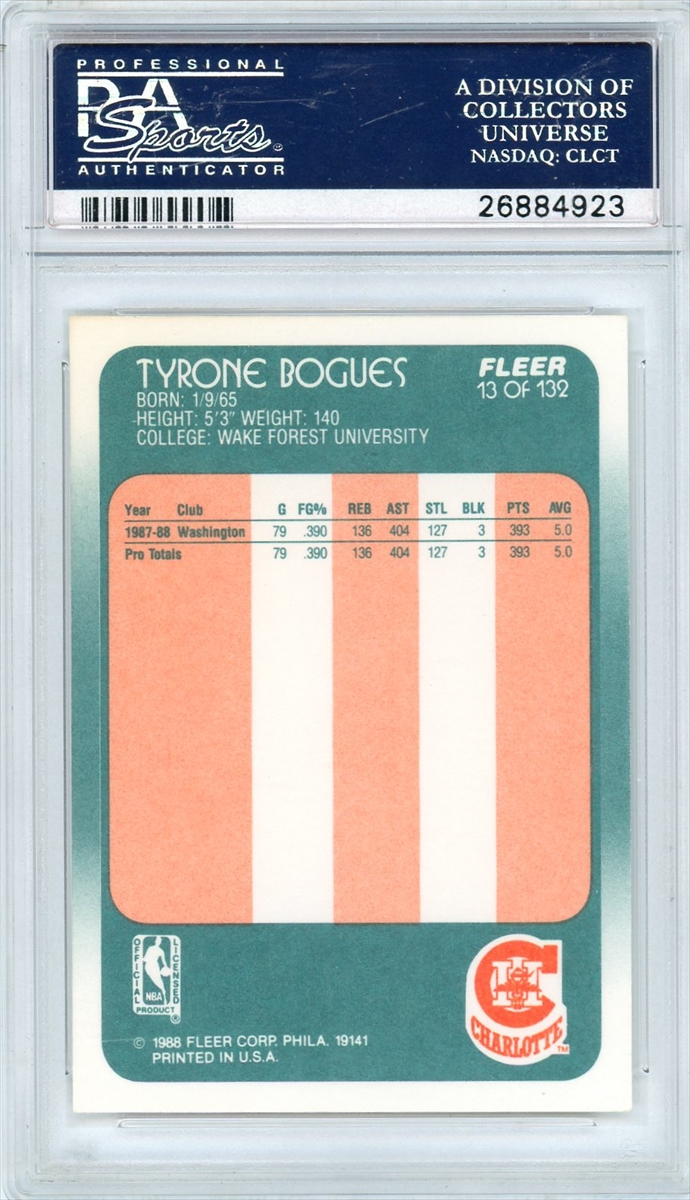 PROFESSIONAL
PSA
Sports
AUTHENTICATOR
A DIVISION OF
COLLECTORS
UNIVERSE
NASDAQ: CLCT
26884923
TYRONE BOGUES
FLEER
13 OF 132
BORN: 1/9/65
HEIGHT: 5'3" WEIGHT: 140
COLLEGE: WAKE FOREST UNIVERSITY
Year Club G FG% REB AST STL BLK PTS AVG
1987-88 Washington 79 .390 136 404 127 3 393 5.0
Pro Totals 79 .390 136 404 127 3 393 5.0
OFFICIAL
LICENSED
NBA
PRODUCT
®
CHARLOTTE
TM
© 1988 FLEER CORP. PHILA. 19141
PRINTED IN U.S.A.